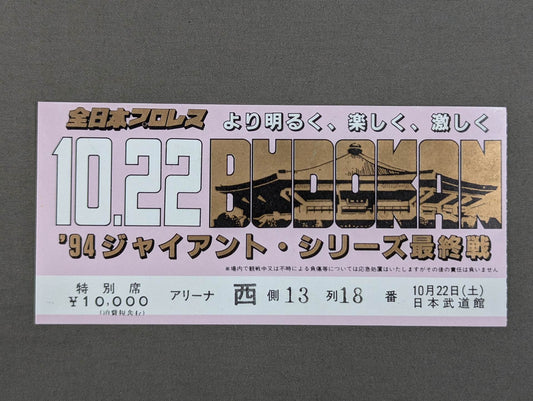 全日本プロレス より明るく、楽しく、激しく
10.22 BUDOKAN
'94 ジャイアント・シリーズ最終戦
※場内で観戦中又は不時による負傷等については応急処置はいたしますがその後の責任は負いません
特別席 アリーナ 西側13列18番 10月22日(土)
¥10,000 日本武道館